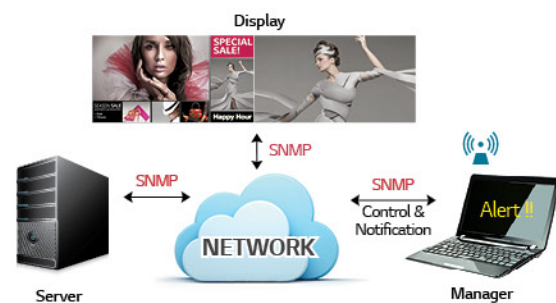 Display
SPECIAL
SALE!
SEASON SALE
Happy Hour
SNMP
SNMP
SNMP
Control &
Notification
NETWORK
Alert !!
Server
Manager